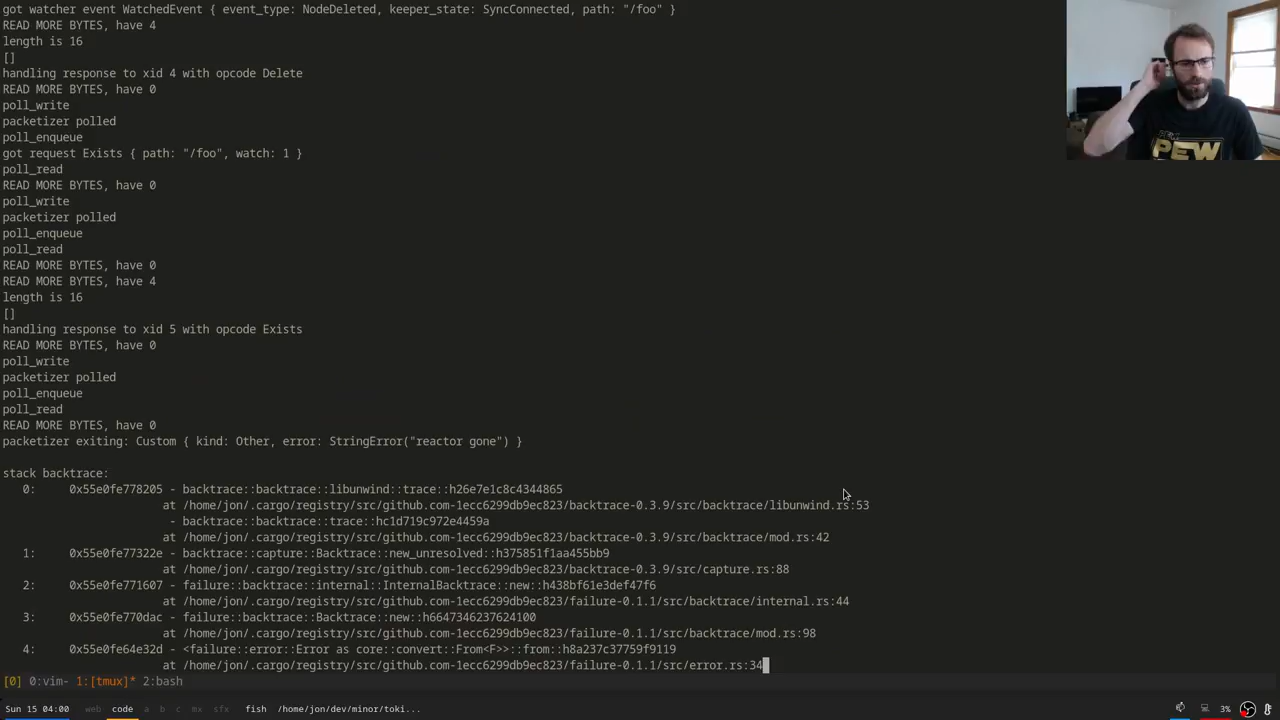 got watcher event WatchedEvent { event_type: NodeDeleted, keeper_state: SyncConnected, path: "/foo" }
READ MORE BYTES, have 4
length is 16
[]
handling response to xid 4 with opcode Delete
READ MORE BYTES, have 0
poll_write
packetizer polled
poll_enqueue
got request Exists { path: "/foo", watch: 1 }
poll_read
READ MORE BYTES, have 0
poll_write
packetizer polled
poll_enqueue
poll_read
READ MORE BYTES, have 0
READ MORE BYTES, have 4
length is 16
[]
handling response to xid 5 with opcode Exists
READ MORE BYTES, have 0
poll_write
packetizer polled
poll_enqueue
poll_read
READ MORE BYTES, have 0
packetizer exiting: Custom { kind: Other, error: StringError("reactor gone") }
stack backtrace:
0: 0x55e0fe778205 - backtrace::backtrace::libunwind::trace::h26e7e1c8c4344865
at /home/jon/.cargo/registry/src/github.com-1ecc6299db9ec823/backtrace-0.3.9/src/backtrace/libunwind.rs:53
- backtrace::backtrace::trace::hc1d719c972e4459a
at /home/jon/.cargo/registry/src/github.com-1ecc6299db9ec823/backtrace-0.3.9/src/backtrace/mod.rs:42
1: 0x55e0fe77322e - backtrace::capture::Backtrace::new_unresolved::h375851f1aa455bb9
at /home/jon/.cargo/registry/src/github.com-1ecc6299db9ec823/backtrace-0.3.9/src/capture.rs:88
2: 0x55e0fe771607 - failure::backtrace::internal::InternalBacktrace::new::h438bf61e3def47f6
at /home/jon/.cargo/registry/src/github.com-1ecc6299db9ec823/failure-0.1.1/src/backtrace/internal.rs:44
3: 0x55e0fe770dac - failure::backtrace::Backtrace::new::h6647346237624100
at /home/jon/.cargo/registry/src/github.com-1ecc6299db9ec823/failure-0.1.1/src/backtrace/mod.rs:98
4: 0x55e0fe64e32d - <failure::error::Error as core::convert::From<F>>::from::h8a237c37759f9119
at /home/jon/.cargo/registry/src/github.com-1ecc6299db9ec823/failure-0.1.1/src/error.rs:34
[0] 0:vim- 1:[tmux]* 2:bash
Sun 15 04:00 web code a b c mx sfx fish /home/jon/dev/minor/toki... 3%
PEW